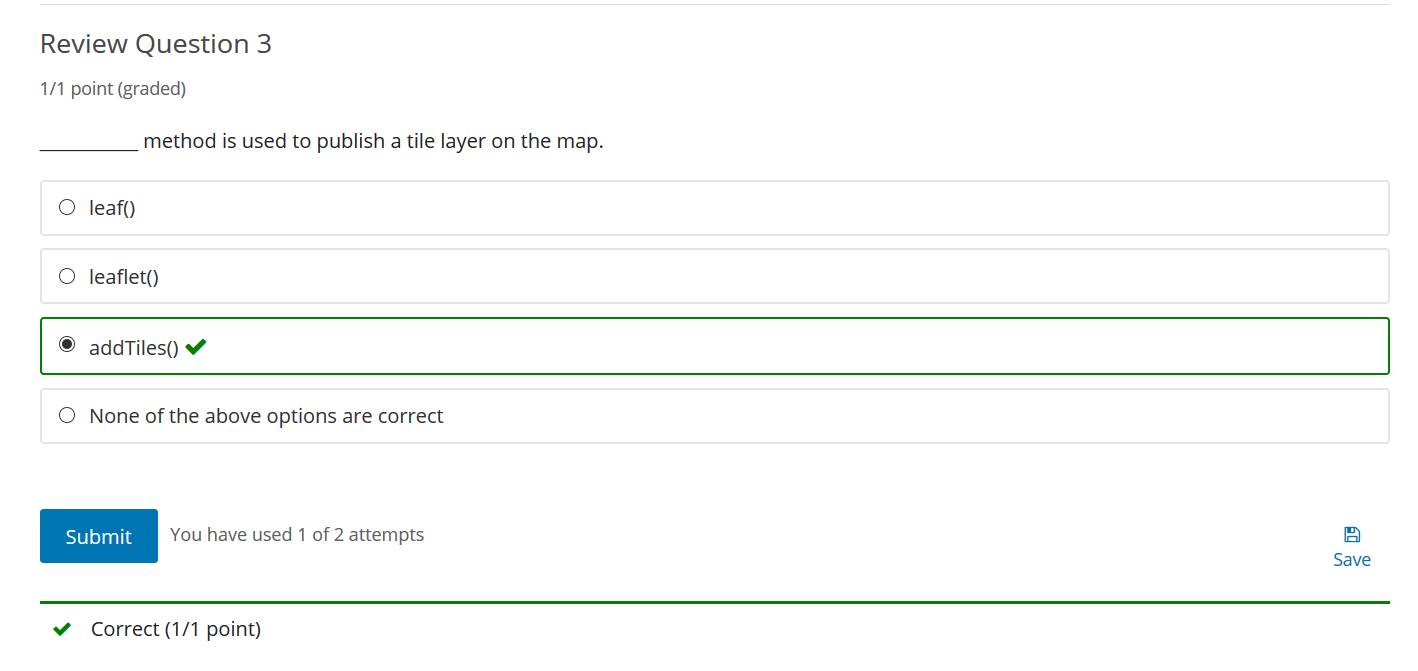 Review Question 3
1/1 point (graded)
__________ method is used to publish a tile layer on the map.
leaf()
leaflet()
addTiles()
None of the above options are correct
Submit You have used 1 of 2 attempts
Save
Correct (1/1 point)